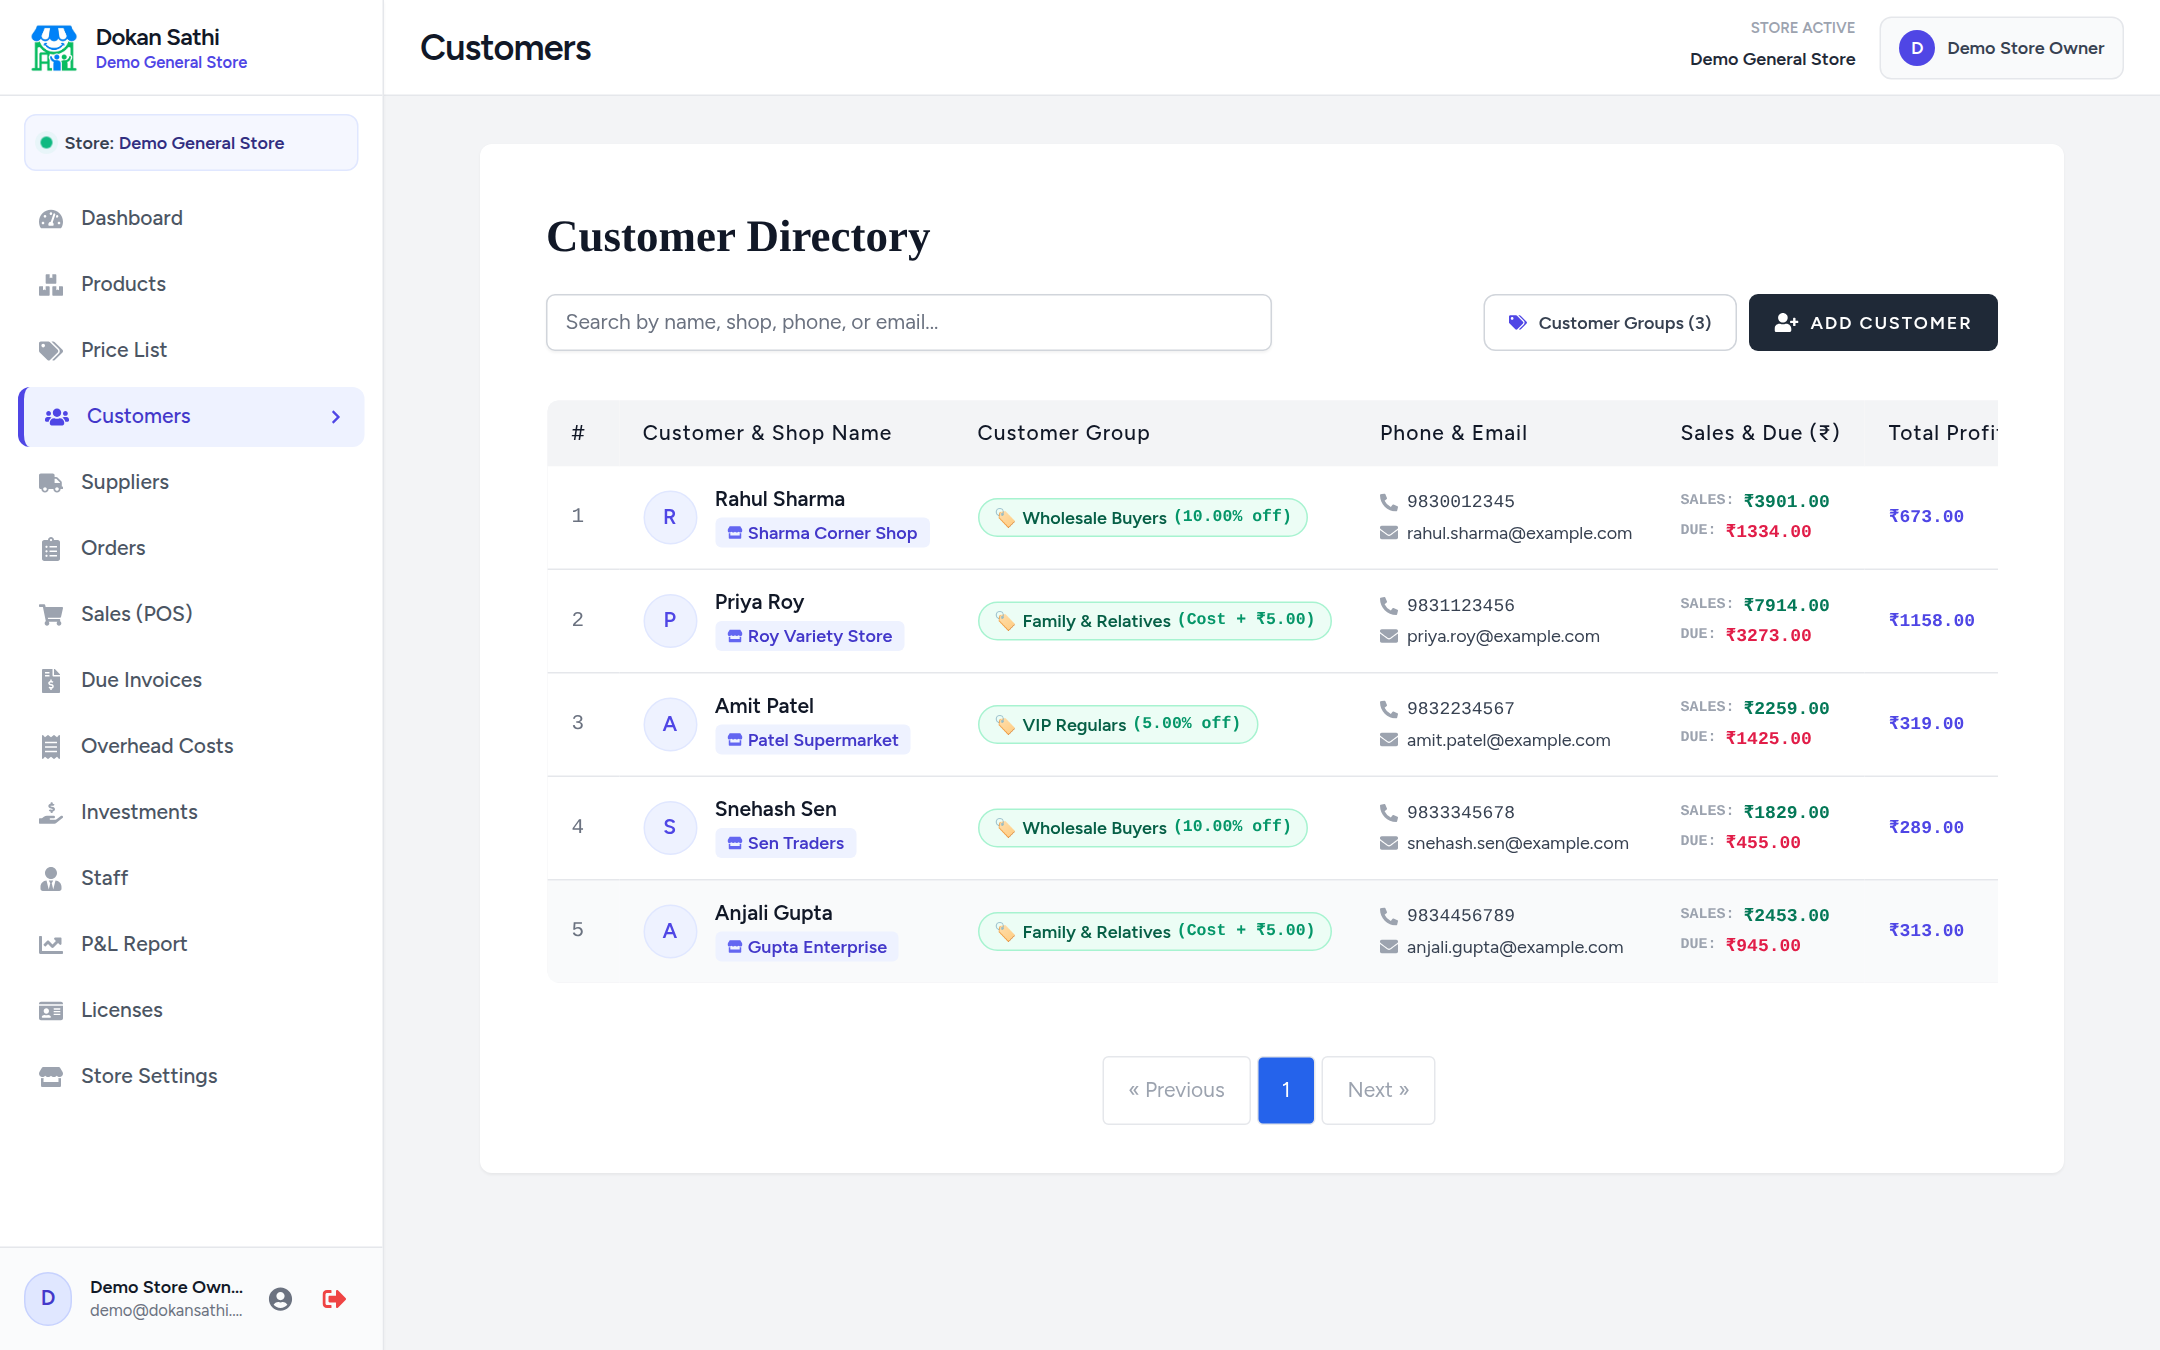 Dokan Sathi
Demo General Store
Store: Demo General Store
Dashboard
Products
Price List
Customers
Suppliers
Orders
Sales (POS)
Due Invoices
Overhead Costs
Investments
Staff
P&L Report
Licenses
Store Settings
D
Demo Store Own...
demo@dokansathi....
Customers
STORE ACTIVE
Demo General Store
D Demo Store Owner
Customer Directory
Search by name, shop, phone, or email...
Customer Groups (3)
ADD CUSTOMER
# Customer & Shop Name Customer Group Phone & Email Sales & Due (₹) Total Profi
1 R Rahul Sharma
Sharma Corner Shop
Wholesale Buyers (10.00% off)
9830012345
rahul.sharma@example.com
SALES: ₹3901.00
DUE: ₹1334.00
₹673.00
2 P Priya Roy
Roy Variety Store
Family & Relatives (Cost + ₹5.00)
9831123456
priya.roy@example.com
SALES: ₹7914.00
DUE: ₹3273.00
₹1158.00
3 A Amit Patel
Patel Supermarket
VIP Regulars (5.00% off)
9832234567
amit.patel@example.com
SALES: ₹2259.00
DUE: ₹1425.00
₹319.00
4 S Snehash Sen
Sen Traders
Wholesale Buyers (10.00% off)
9833345678
snehash.sen@example.com
SALES: ₹1829.00
DUE: ₹455.00
₹289.00
5 A Anjali Gupta
Gupta Enterprise
Family & Relatives (Cost + ₹5.00)
9834456789
anjali.gupta@example.com
SALES: ₹2453.00
DUE: ₹945.00
₹313.00
« Previous 1 Next »